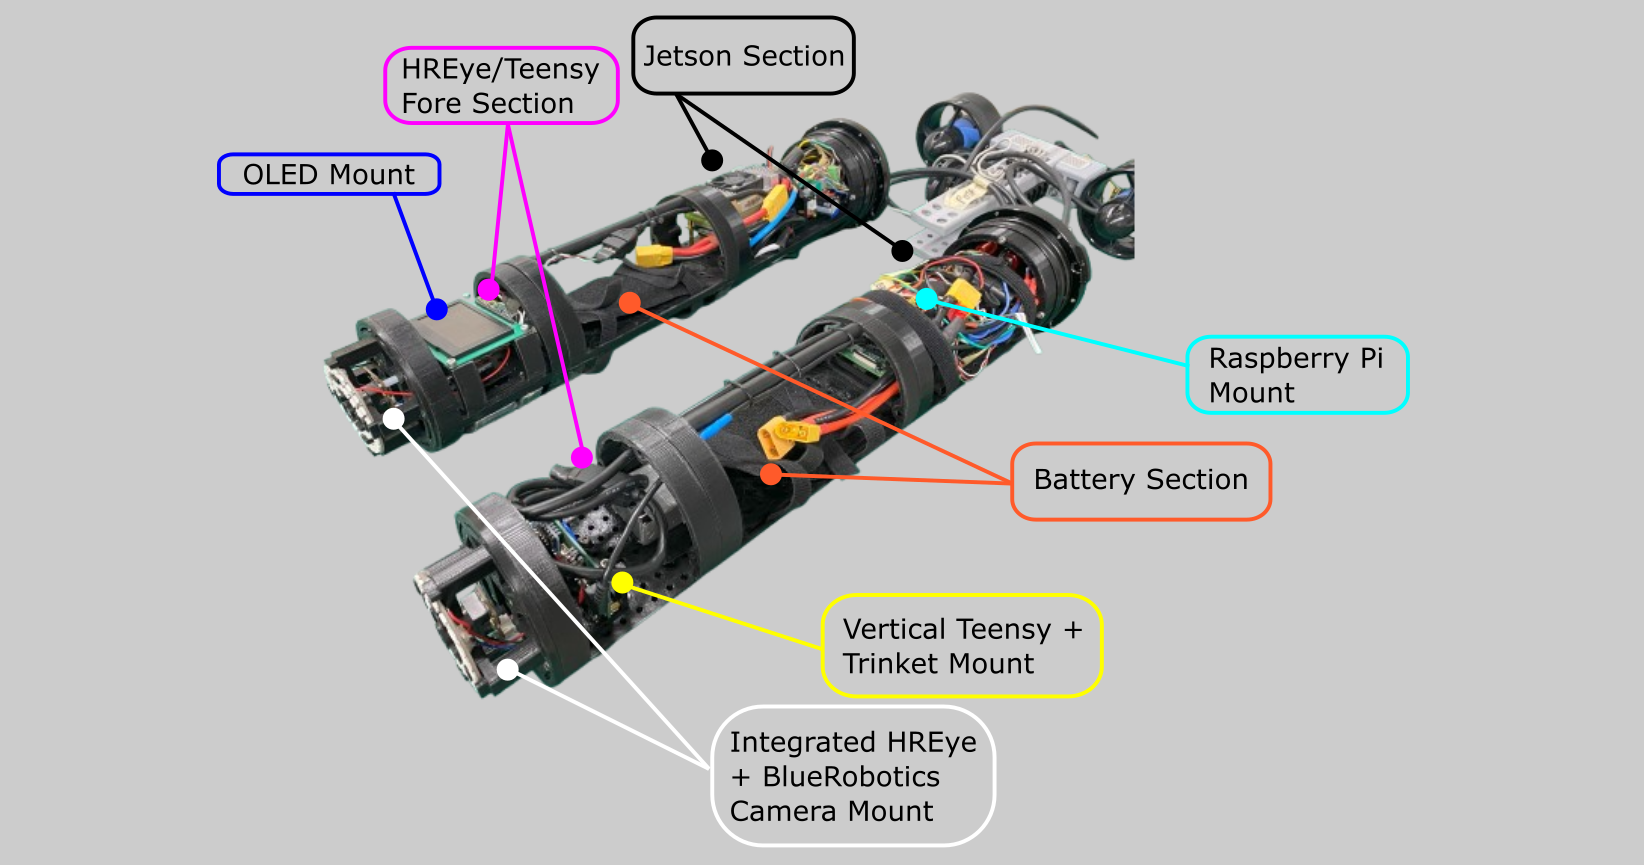 Jetson Section
HREye/Teensy
Fore Section
OLED Mount
Raspberry Pi
Mount
Battery Section
Vertical Teensy +
Trinket Mount
Integrated HREye
+ BlueRobotics
Camera Mount